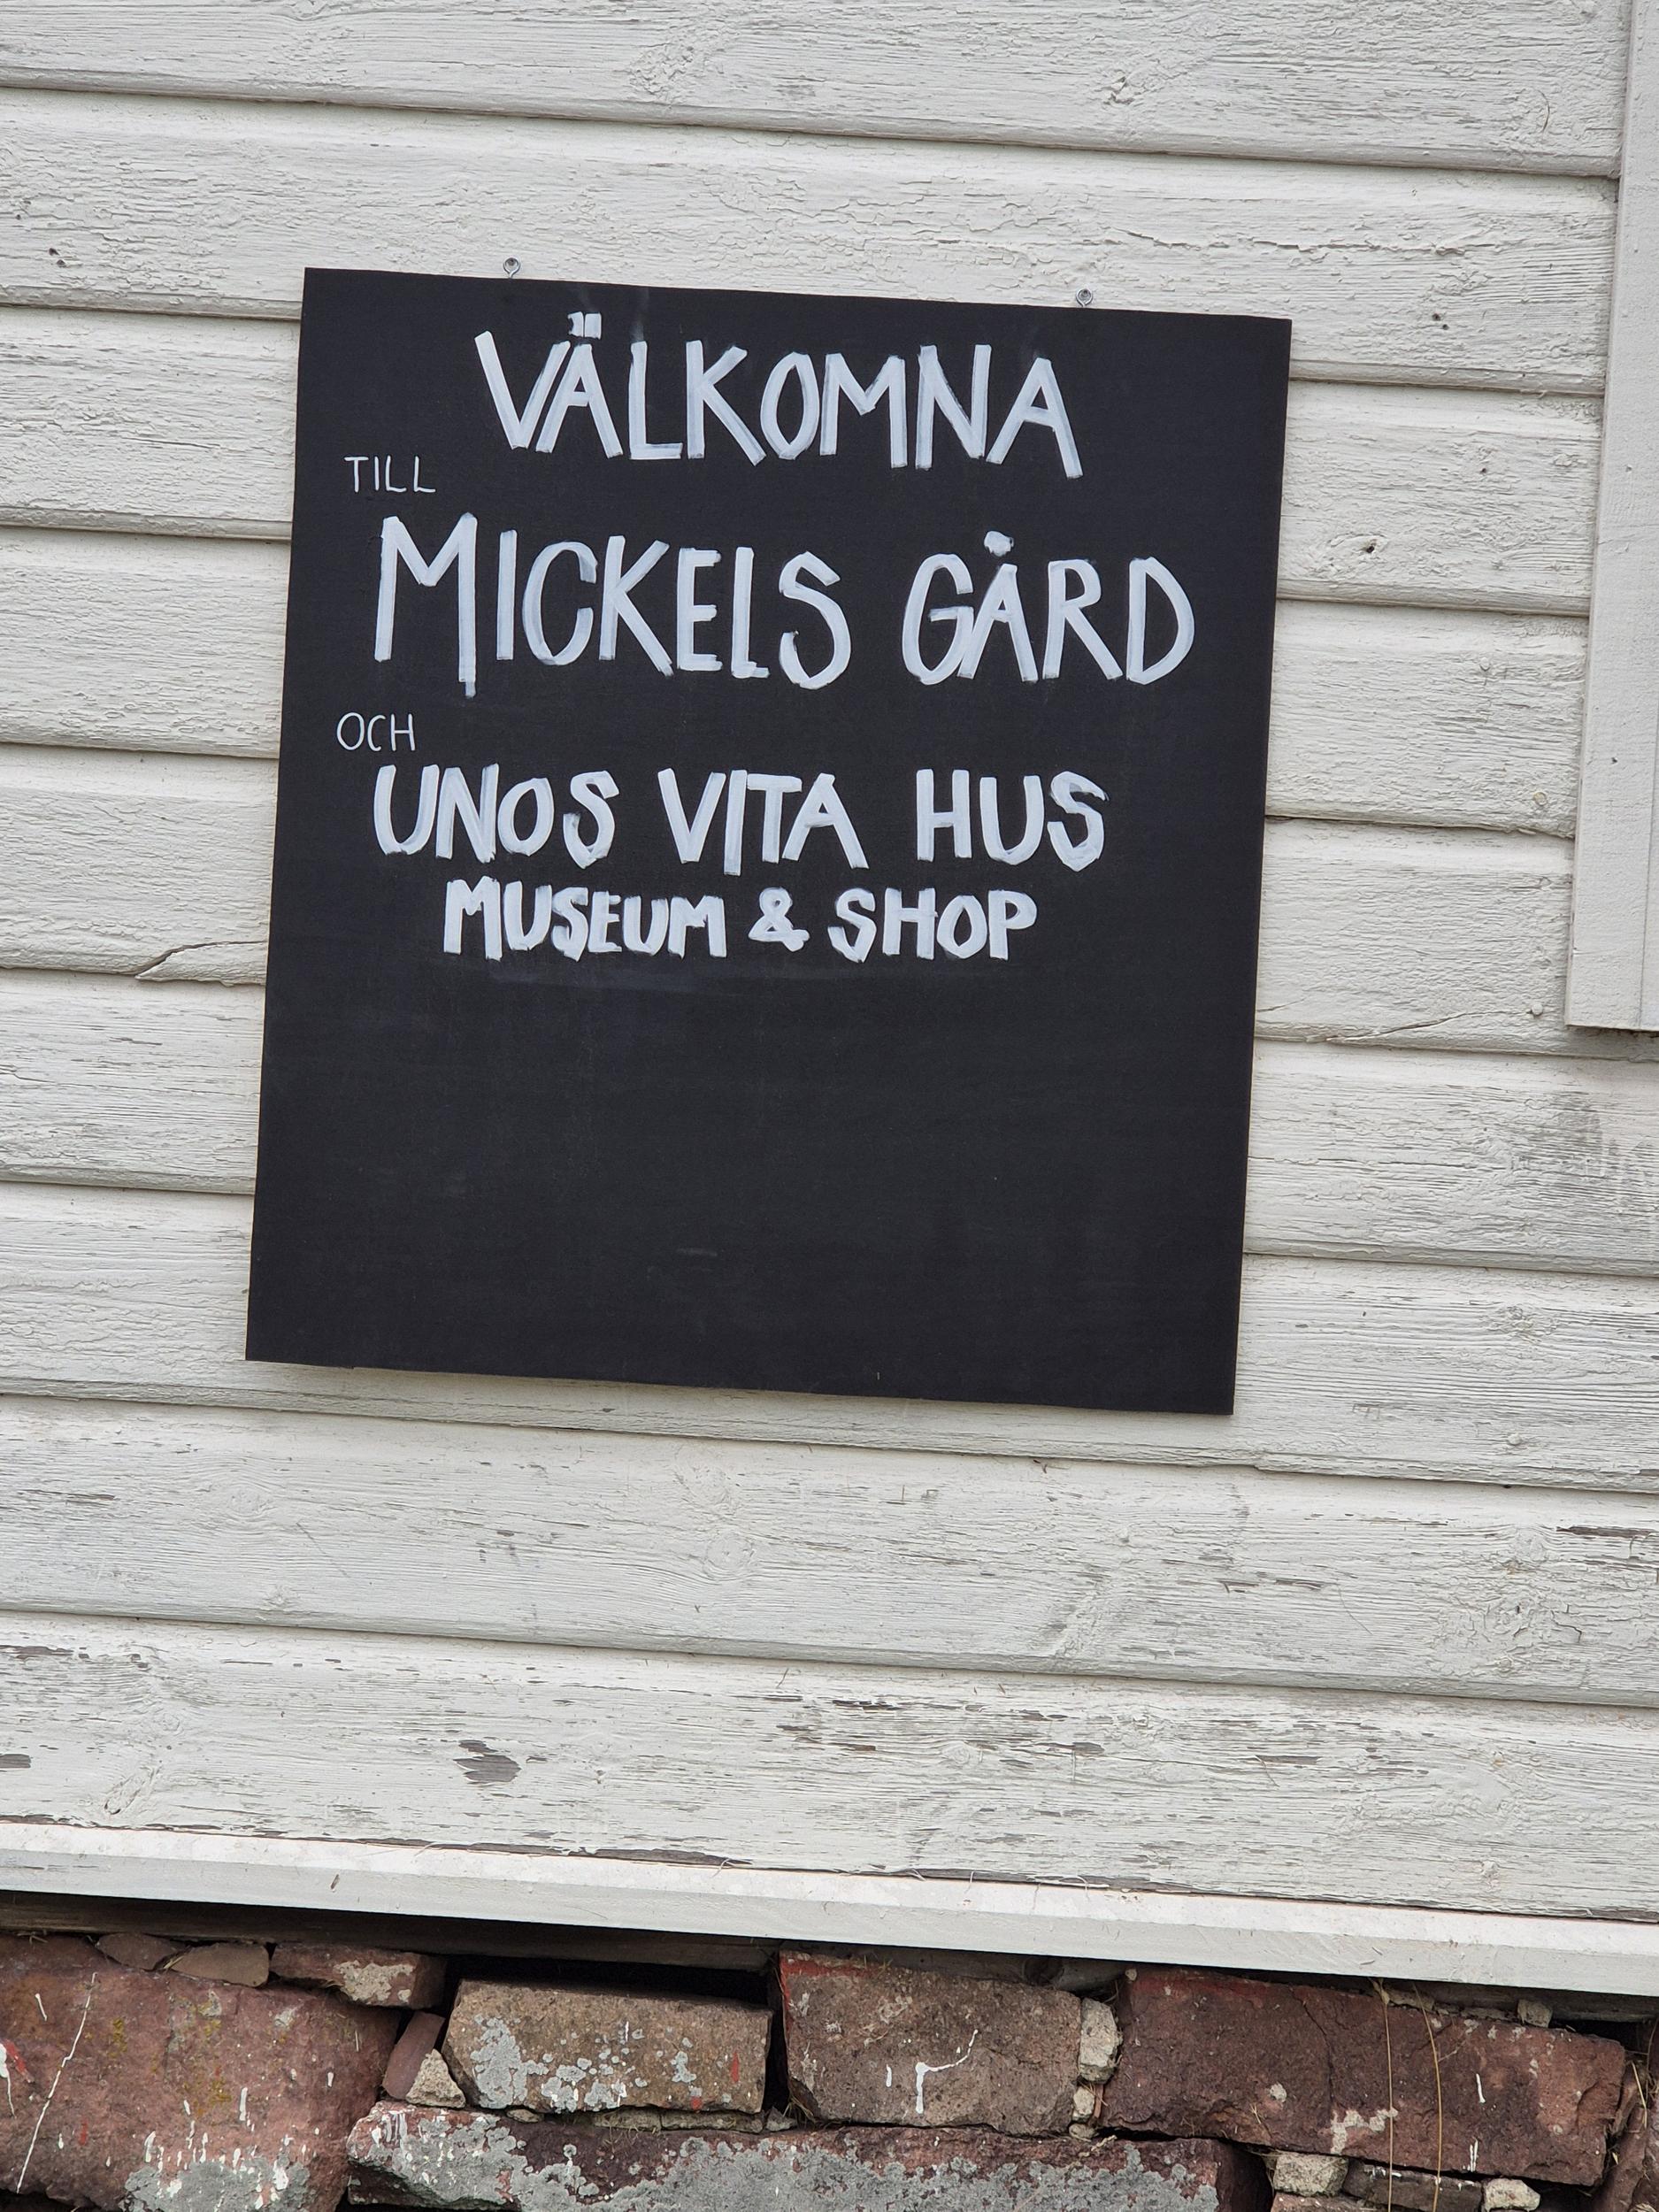 VÄLKOMNA
TILL
MICKELS GÅRD
OCH
UNOS VITA HUS
MUSEUM & SHOP